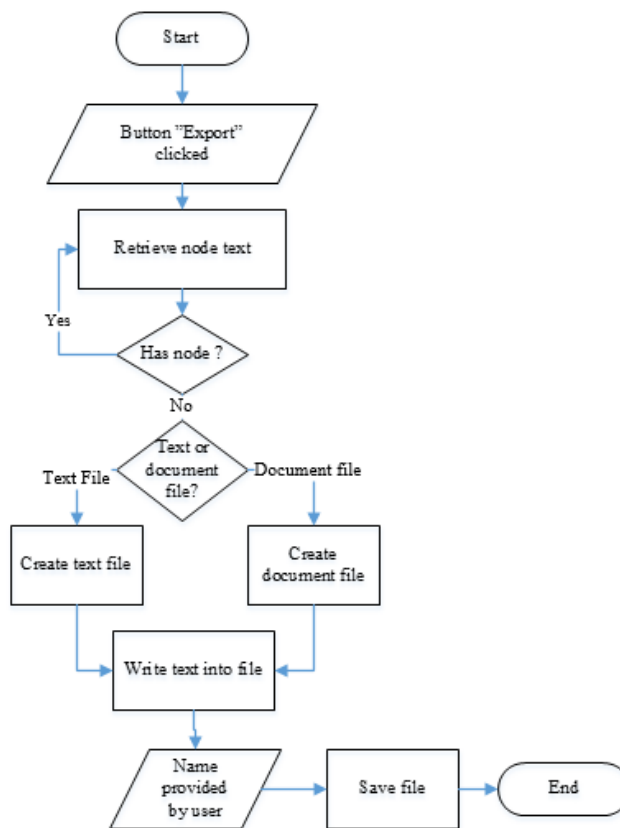 Start
Button ”Export”
clicked
Retrieve node text
Yes
Has node ?
No
Text or
document
file?
Text File
Document file
Create text file
Create
document file
Write text into file
Name
provided
by user
Save file
End